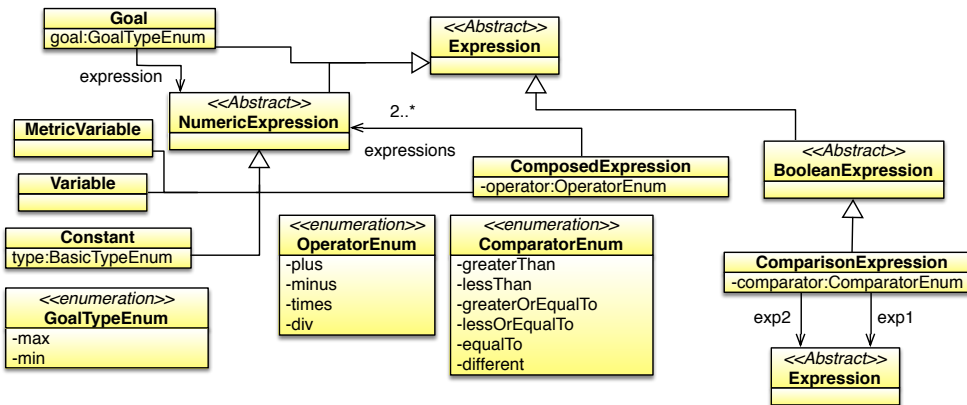 Goal
goal:GoalTypeEnum
<<Abstract>>
Expression
expression
<<Abstract>>
NumericExpression
2..*
expressions
MetricVariable
Variable
ComposedExpression
-operator:OperatorEnum
<<Abstract>>
BooleanExpression
Constant
type:BasicTypeEnum
<<enumeration>>
OperatorEnum
-plus
-minus
-times
-div
<<enumeration>>
ComparatorEnum
-greaterThan
-lessThan
-greaterOrEqualTo
-lessOrEqualTo
-equalTo
-different
ComparisonExpression
-comparator:ComparatorEnum
<<enumeration>>
GoalTypeEnum
-max
-min
exp2
exp1
<<Abstract>>
Expression